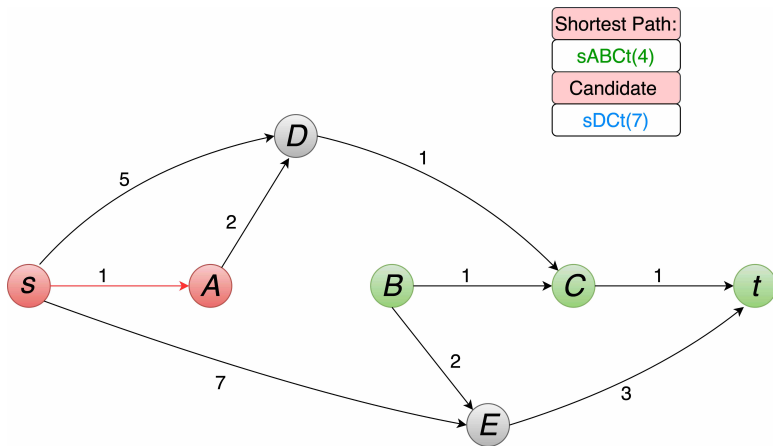 Shortest Path:
sABCt(4)
Candidate
sDCt(7)
D
5
1
2
s
1
A
B
1
C
1
t
2
7
3
E